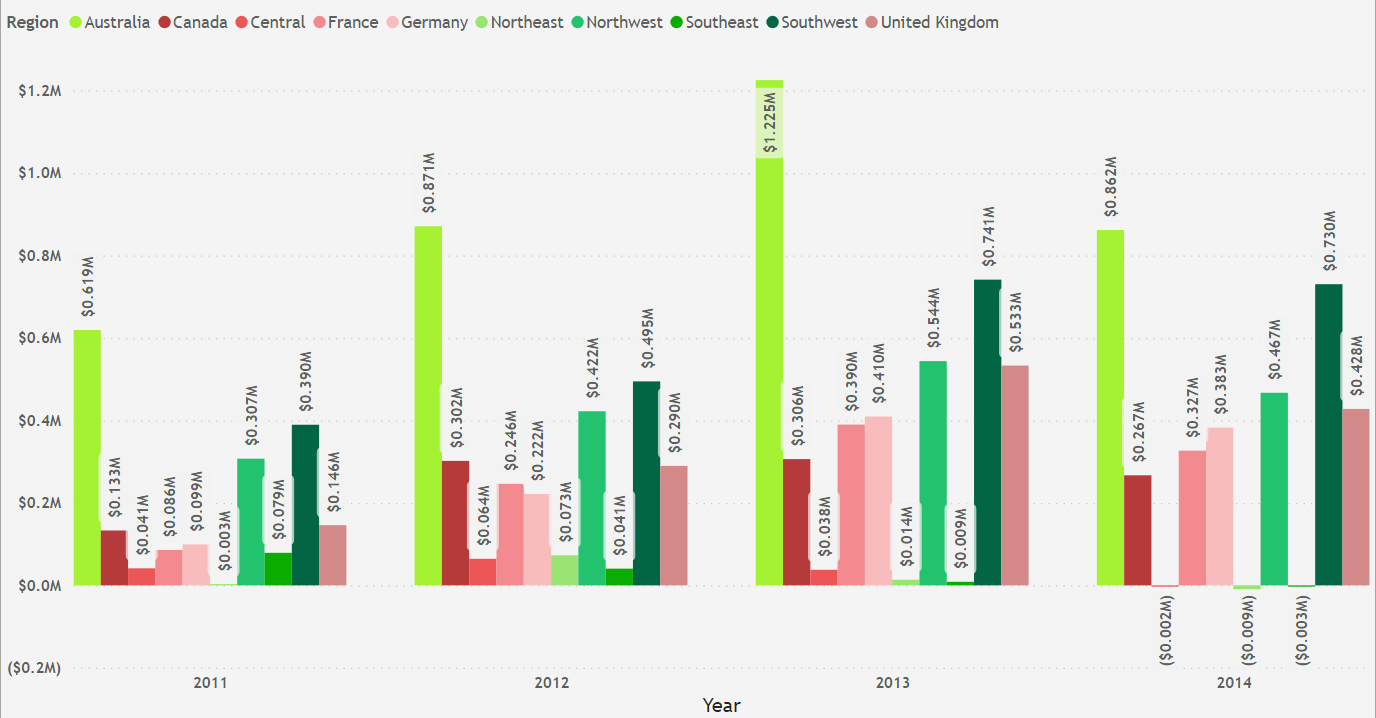 Region Australia Canada Central France Germany Northeast Northwest Southeast Southwest United Kingdom
$1.2M
$1.0M
$0.8M
$0.6M
$0.4M
$0.2M
$0.0M
($0.2M)
$0.619M
$0.133M
$0.041M
$0.086M
$0.099M
$0.003M
$0.307M
$0.079M
$0.390M
$0.146M
$0.871M
$0.302M
$0.064M
$0.246M
$0.222M
$0.073M
$0.422M
$0.041M
$0.495M
$0.290M
$1.225M
$0.306M
$0.038M
$0.390M
$0.410M
$0.014M
$0.544M
$0.009M
$0.741M
$0.533M
$0.862M
$0.267M
($0.002M)
$0.327M
$0.383M
($0.009M)
$0.467M
($0.003M)
$0.730M
$0.428M
2011 2012 2013 2014
Year